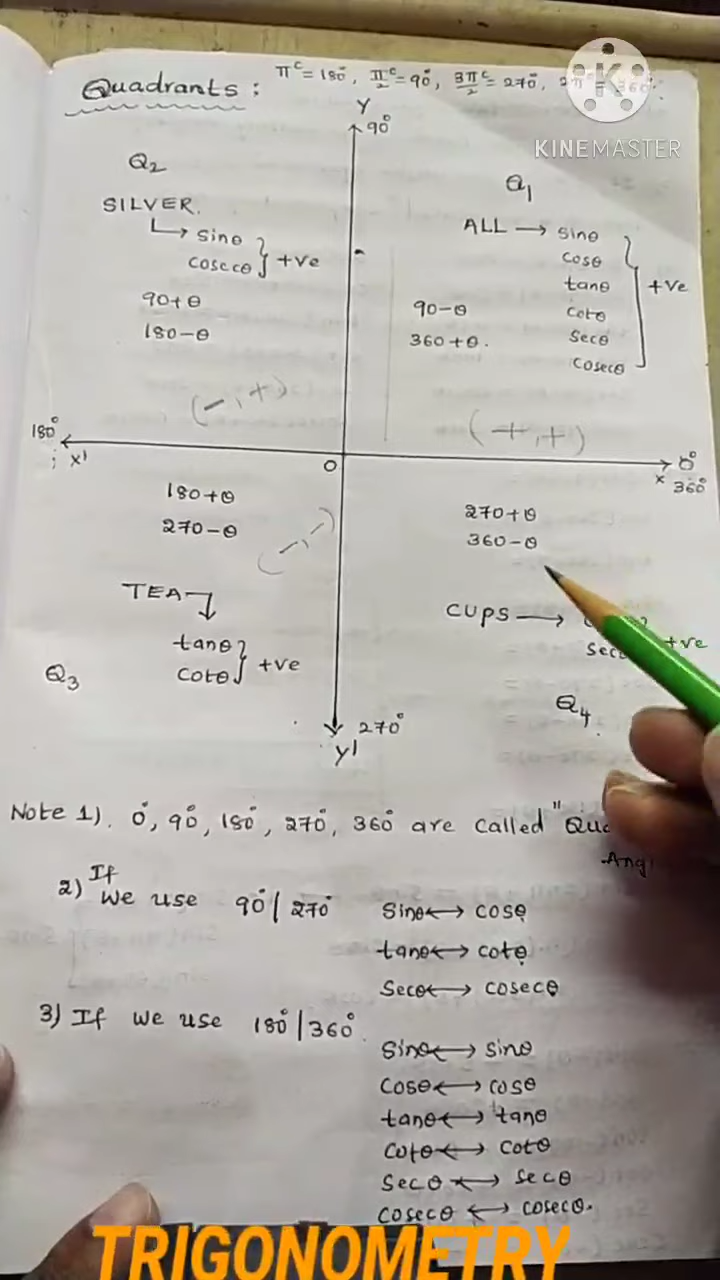 Quadrants : π^c = 180°, π^c/2 = 90°, 3π^c/2 = 270°,
KINEMASTER
Y
90°
Q2
SILVER.
sinθ
cosecθ
+ve
90+θ
180-θ
(-,+)
Q1
ALL → sinθ
cosθ
tanθ
cotθ
secθ
cosecθ
+ve
90-θ
360+θ.
(+,+)
180°
X'
O
0°
X 360°
180+θ
270-θ
(-,-)
TEA
tanθ
cotθ
+ve
Q3
270+θ
360-θ
CUPS →
+ve
Q4
270°
Y'
Note 1). 0°, 90°, 180°, 270°, 360° are called
2) If we use 90°/270°
sinθ ↔ cosθ
tanθ ↔ cotθ
secθ ↔ cosecθ
3) If we use 180°/360°
sinθ ↔ sinθ
cosθ ↔ cosθ
tanθ ↔ tanθ
cotθ ↔ cotθ
secθ ↔ secθ
cosecθ ↔ cosecθ.
TRIGONOMETRY